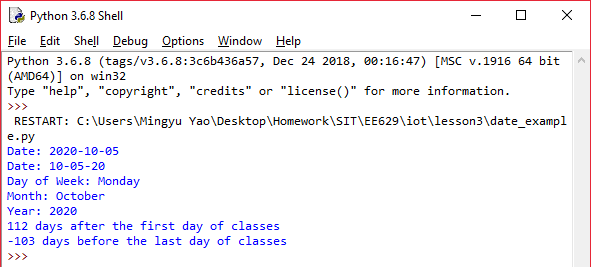 Python 3.6.8 Shell
File Edit Shell Debug Options Window Help
Python 3.6.8 (tags/v3.6.8:3c6b436a57, Dec 24 2018, 00:16:47) [MSC v.1916 64 bit
(AMD64)] on win32
Type "help", "copyright", "credits" or "license()" for more information.
>>>
RESTART: C:\Users\Mingyu Yao\Desktop\Homework\SIT\EE629\iot\lesson3\date_exampl
e.py
Date: 2020-10-05
Date: 10-05-20
Day of Week: Monday
Month: October
Year: 2020
112 days after the first day of classes
-103 days before the last day of classes
>>>